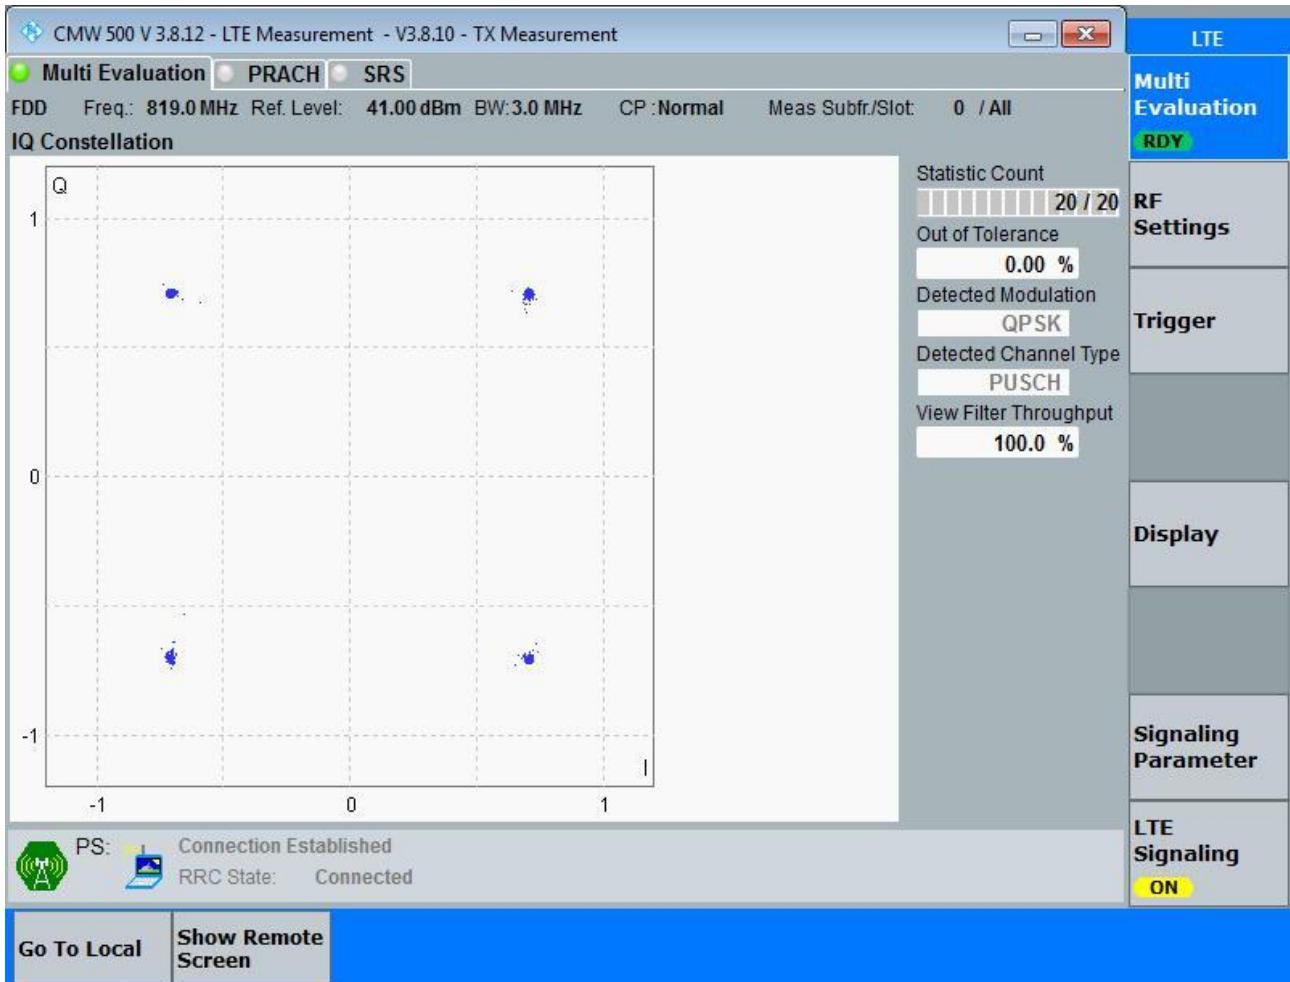 CMW 500 V 3.8.12 - LTE Measurement - V3.8.10 - TX Measurement
LTE
Multi Evaluation PRACH SRS
FDD Freq.: 819.0 MHz Ref. Level: 41.00 dBm BW: 3.0 MHz CP : Normal Meas Subfr./Slot: 0 / All
IQ Constellation
Q
1
0
-1
-1 0 1
I
Statistic Count
20 / 20
Out of Tolerance
0.00 %
Detected Modulation
QPSK
Detected Channel Type
PUSCH
View Filter Throughput
100.0 %
Multi
Evaluation
RDY
RF
Settings
Trigger
Display
Signaling
Parameter
LTE
Signaling
ON
PS: Connection Established
RRC State: Connected
Go To Local
Show Remote
Screen